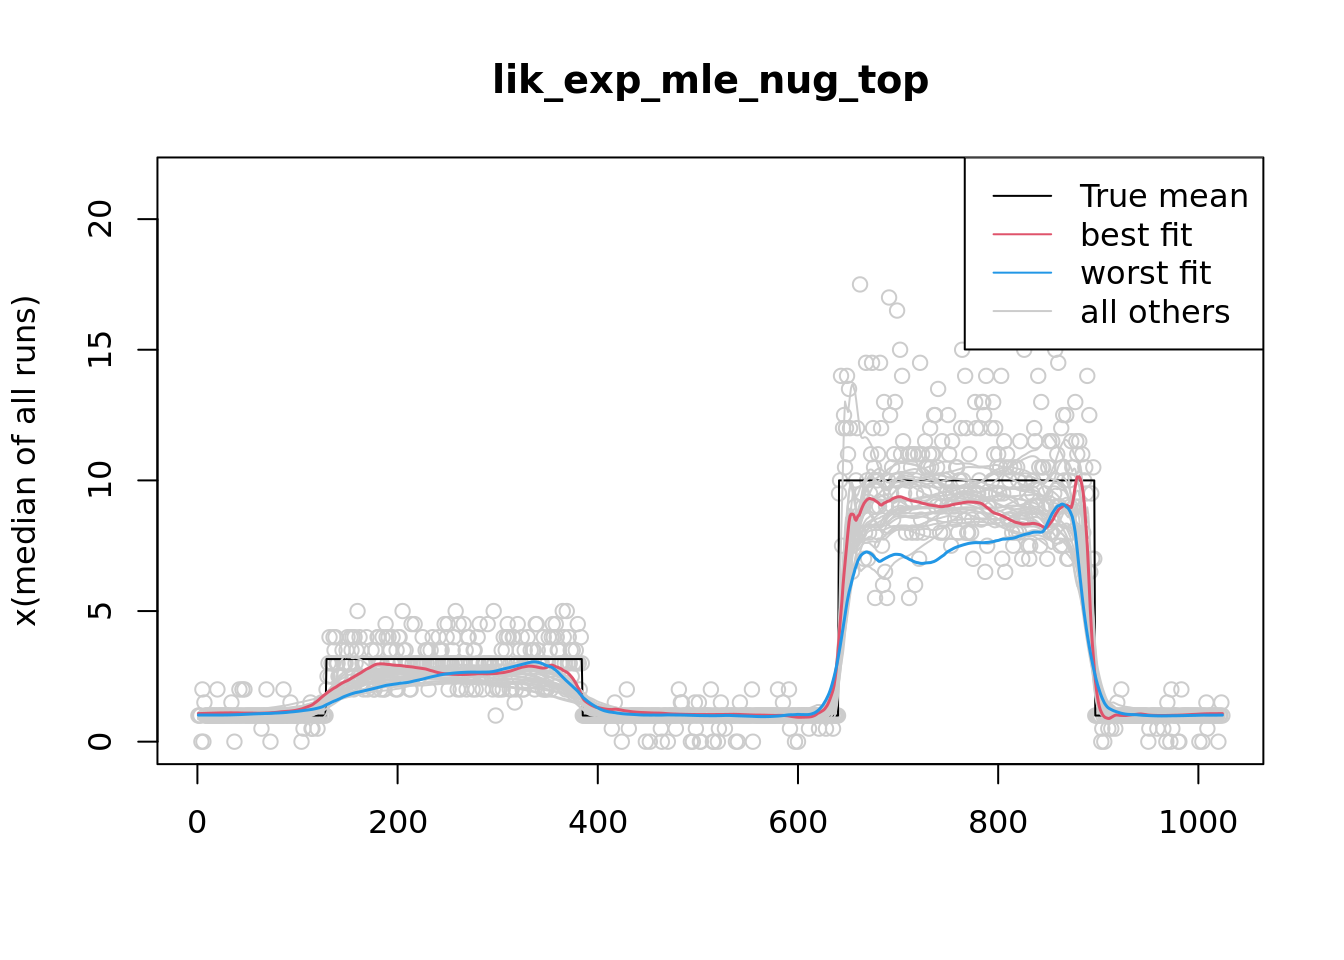 lik_exp_mle_nug_top
x(median of all runs)
20
15
10
5
0
True mean
best fit
worst fit
all others
0 200 400 600 800 1000